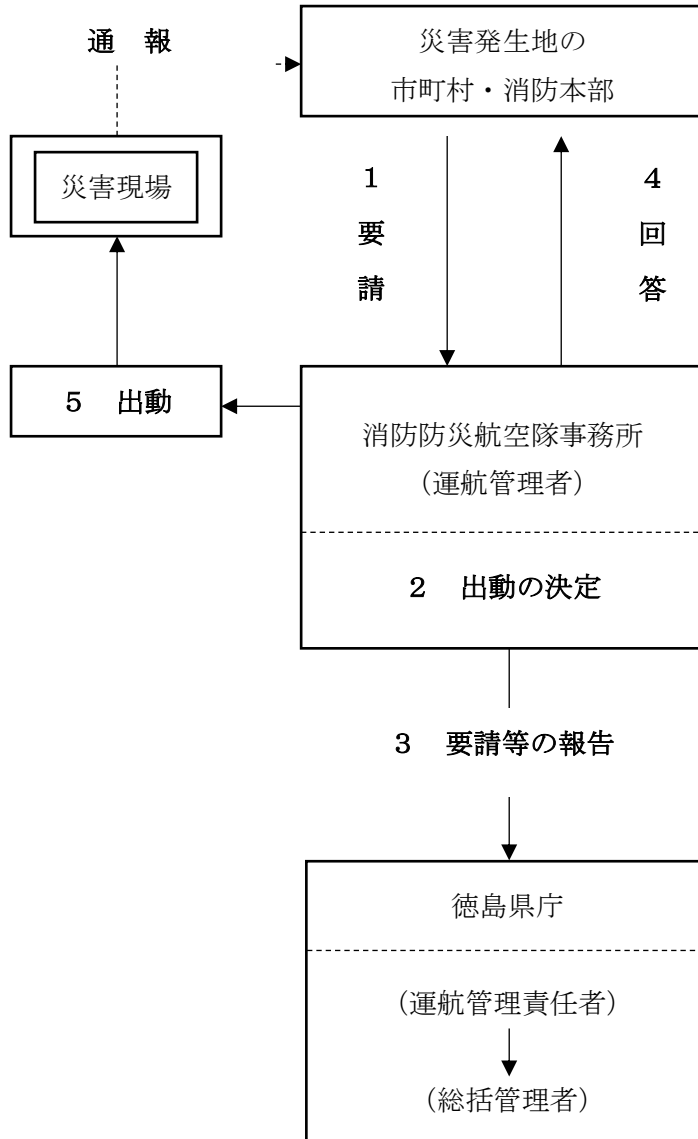 通　報
災害発生地の
市町村・消防本部
災害現場
１
要
請
４
回
答
５　出動
消防防災航空隊事務所
（運航管理者）
２　出動の決定
３　要請等の報告
徳島県庁
（運航管理責任者）
（総括管理者）